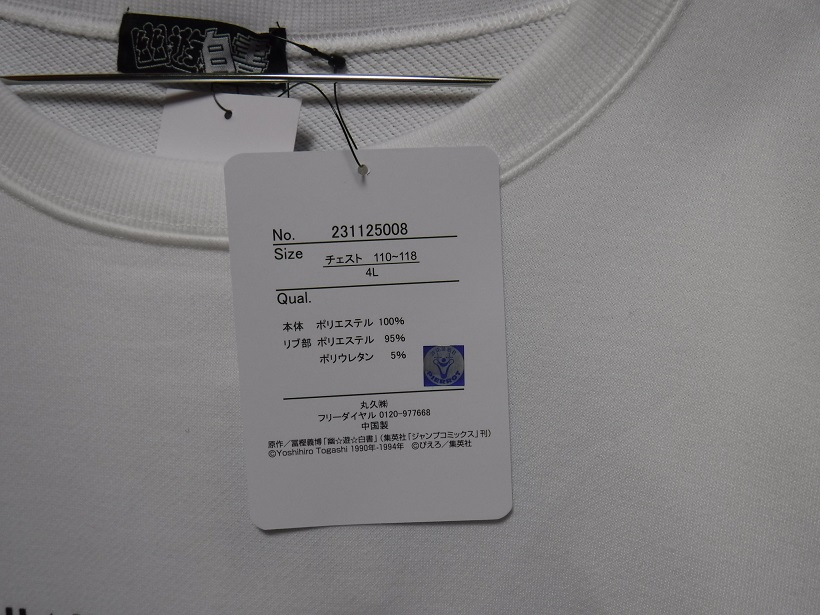 幽遊白書
No. 231125008
Size チェスト 110~118
4L
Qual.
本体 ポリエステル 100%
リブ部 ポリエステル 95%
ポリウレタン 5%
PIERROT
丸久㈱
フリーダイヤル 0120-977668
中国製
原作／冨樫義博「幽☆遊☆白書」(集英社「ジャンプコミックス」刊)
©Yoshihiro Togashi 1990年-1994年 ©ぴえろ／集英社